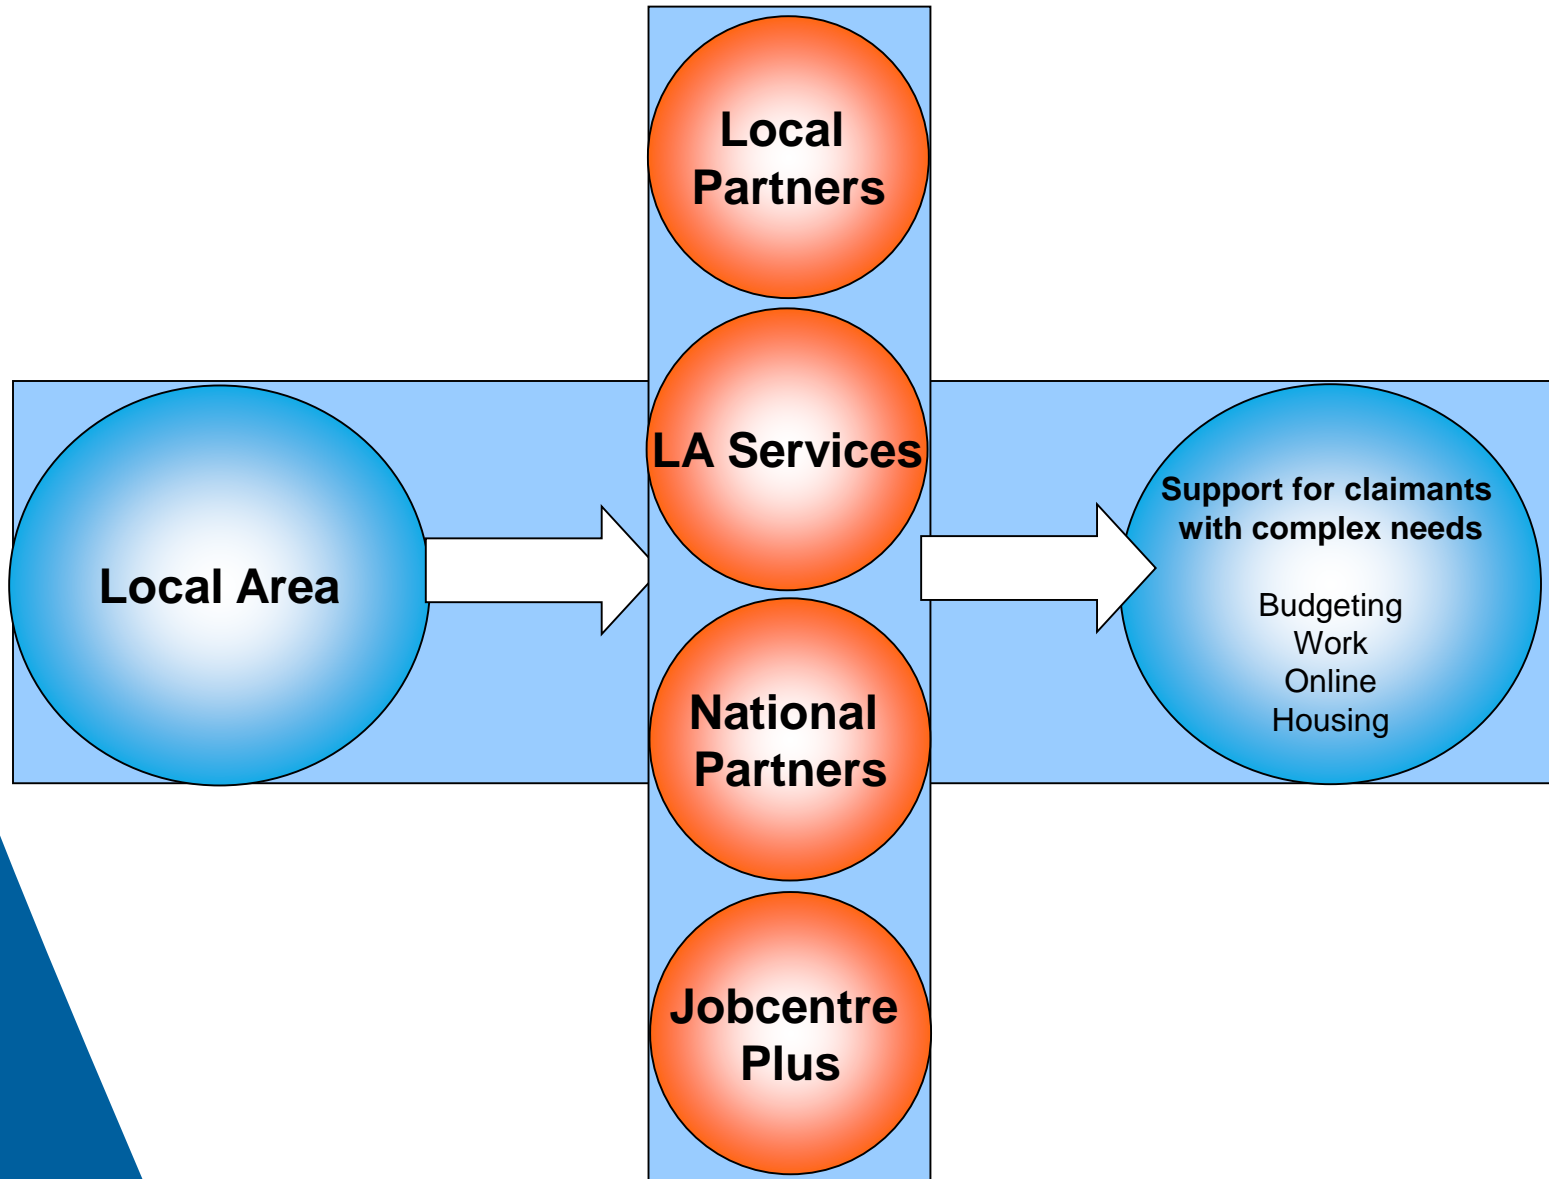 Local
Partners
LA Services
Local Area
National
Partners
Jobcentre
Plus
Support for claimants
with complex needs
Budgeting
Work
Online
Housing